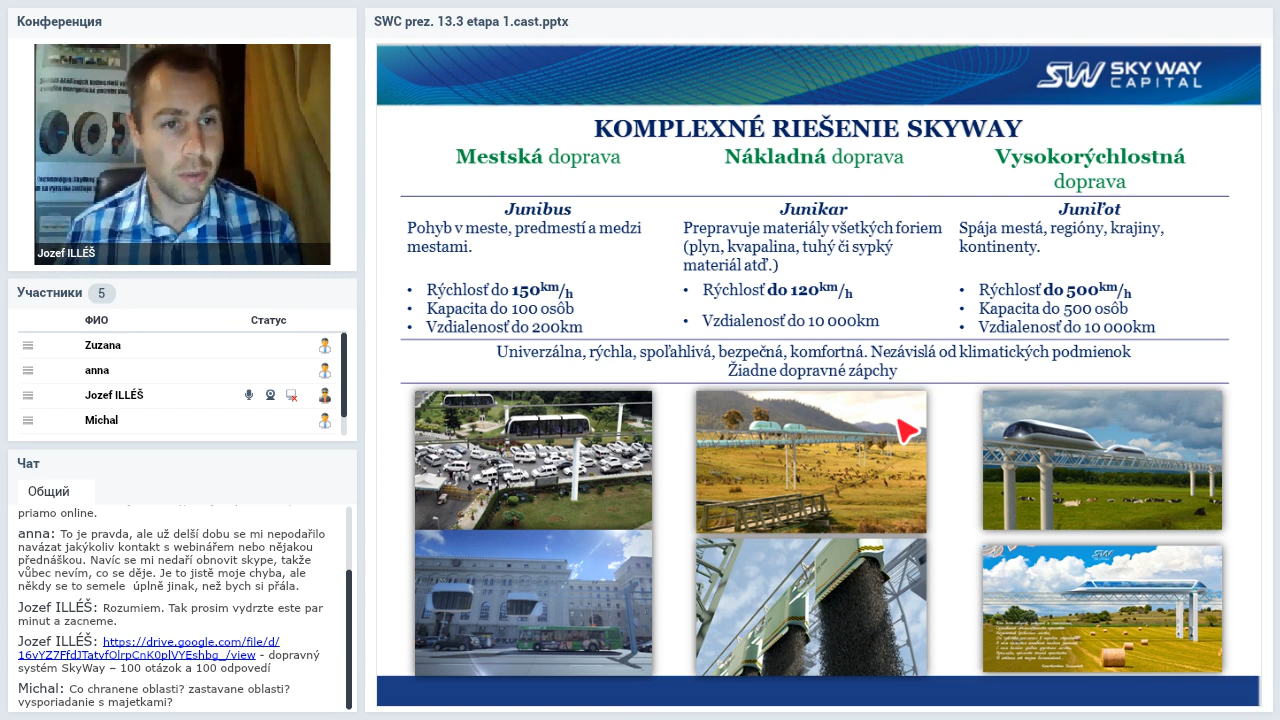 Конференция
Jozef ILLÉŠ
Участники 5
ФИО Статус
Zuzana
anna
Jozef ILLÉŠ
Michal
Чат
Общий
priamo online.
anna: To je pravda, ale už delší dobu se mi nepodařilo
navázat jakýkoliv kontakt s webinářem nebo nějakou
přednáškou. Navíc se mi nedaří obnovit skype, takže
vůbec nevím, co se děje. Je to jistě moje chyba, ale
někdy se to semele úplně jinak, než bych si přála.
Jozef ILLÉŠ: Rozumiem. Tak prosim vydrzte este par
minut a zacneme.
Jozef ILLÉŠ: https://drive.google.com/file/d/
- dopravný
systém SkyWay – 100 otázok a 100 odpovedí
Michal: Co chranene oblasti? zastavane oblasti?
vysporiadanie s majetkami?
SWC prez. 13.3 etapa 1.cast.pptx
SW SKY WAY
CAPITAL
KOMPLEXNÉ RIEŠENIE SKYWAY
Mestská doprava
Nákladná doprava
Vysokorýchlostná
doprava
Junibus
Pohyb v meste, predmestí a medzi
mestami.
• Rýchlosť do 150km/h
• Kapacita do 100 osôb
• Vzdialenosť do 200km
Junikar
Prepravuje materiály všetkých foriem
(plyn, kvapalina, tuhý či sypký
materiál atď.)
• Rýchlosť do 120km/h
• Vzdialenosť do 10 000km
Juniľot
Spája mestá, regióny, krajiny,
kontinenty.
• Rýchlosť do 500km/h
• Kapacita do 500 osôb
• Vzdialenosť do 10 000km
Univerzálna, rýchla, spoľahlivá, bezpečná, komfortná. Nezávislá od klimatických podmienok
Žiadne dopravné zápchy